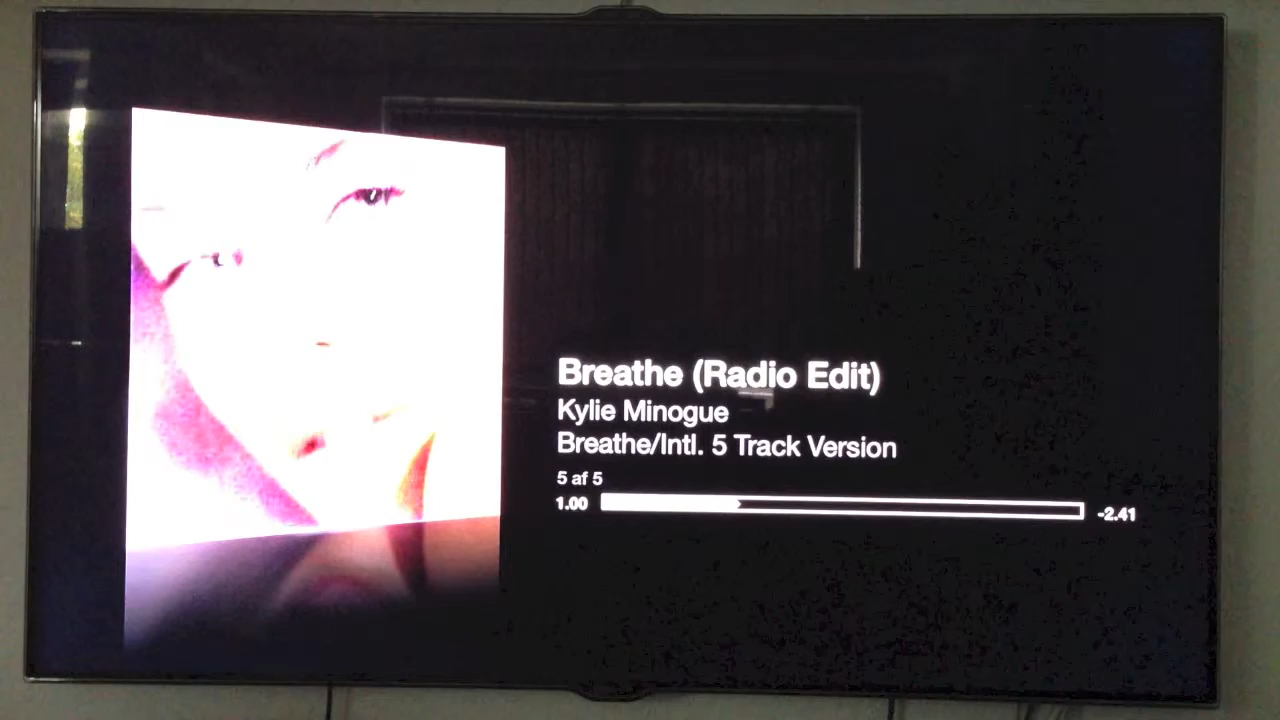 Breathe (Radio Edit)
Kylie Minogue
Breathe/Intl. 5 Track Version
5 af 5
1.00 -2.41